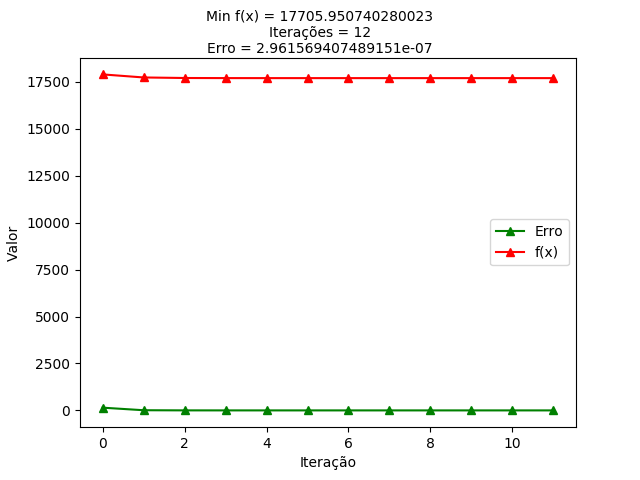 Min f(x) = 17705.950740280023
Iterações = 12
Erro = 2.961569407489151e-07
17500
15000
12500
10000
7500
5000
2500
0
Valor
Erro
f(x)
0 2 4 6 8 10
Iteração